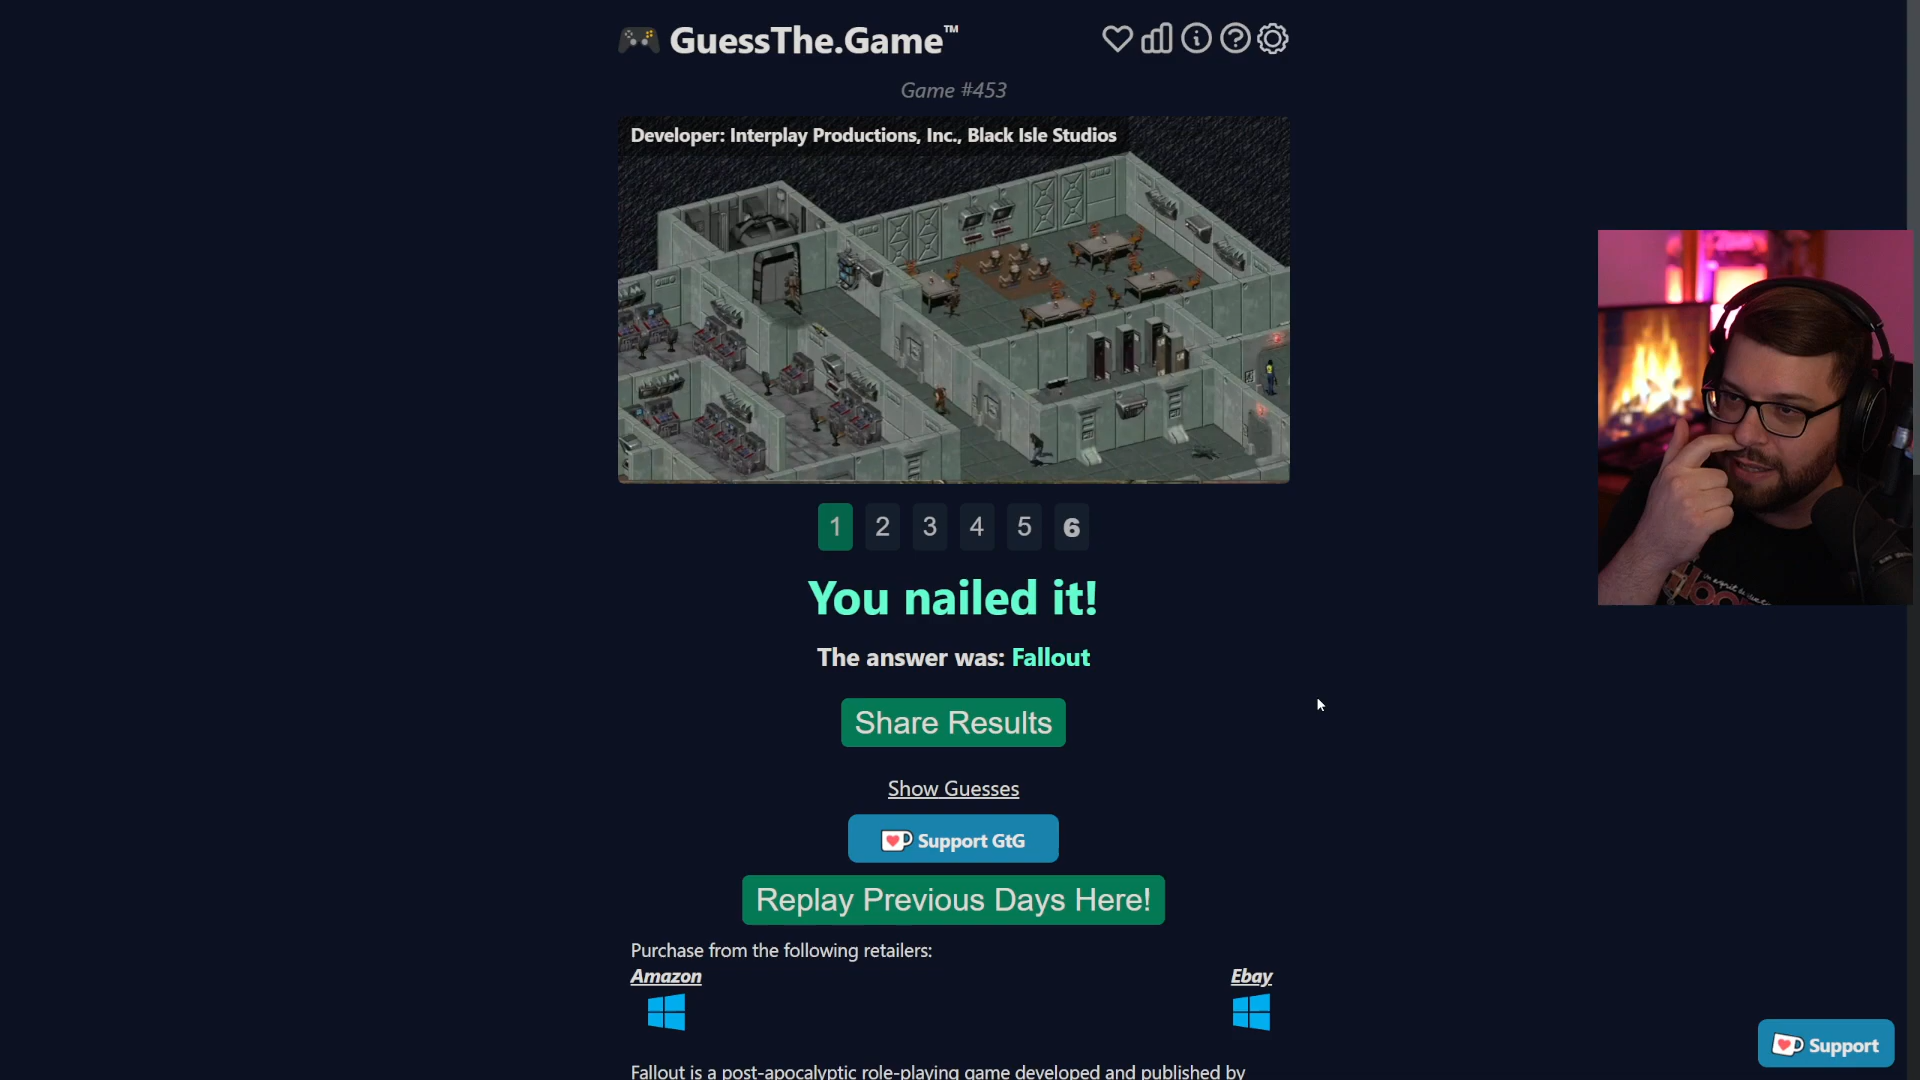 GuessThe.Game™
Game #453
Developer: Interplay Productions, Inc., Black Isle Studios
1 2 3 4 5 6
You nailed it!
The answer was: Fallout
Share Results
Show Guesses
Support GtG
Replay Previous Days Here!
Purchase from the following retailers:
Amazon
Ebay
Support
Fallout is a post-apocalyptic role-playing game developed and published by